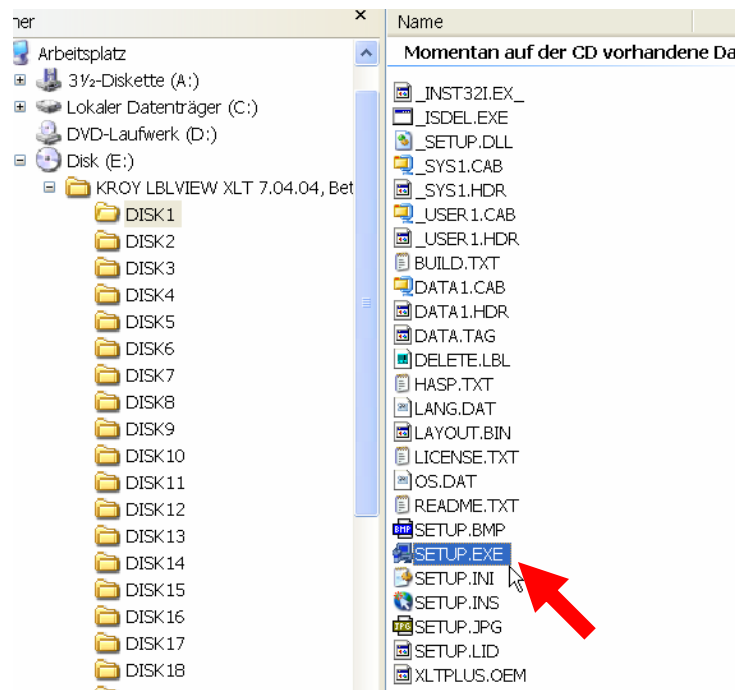 ner
Arbeitsplatz
3½-Diskette (A:)
Lokaler Datenträger (C:)
DVD-Laufwerk (D:)
Disk (E:)
KROY LBLVIEW XLT 7.04.04, Bet
DISK1
DISK2
DISK3
DISK4
DISK5
DISK6
DISK7
DISK8
DISK9
DISK10
DISK11
DISK12
DISK13
DISK14
DISK15
DISK16
DISK17
DISK18
Name
Momentan auf der CD vorhandene Da
_INST32I.EX_
_ISDEL.EXE
_SETUP.DLL
_SYS1.CAB
_SYS1.HDR
_USER1.CAB
_USER1.HDR
BUILD.TXT
DATA1.CAB
DATA1.HDR
DATA.TAG
DELETE.LBL
HASP.TXT
LANG.DAT
LAYOUT.BIN
LICENSE.TXT
OS.DAT
README.TXT
SETUP.BMP
SETUP.EXE
SETUP.INI
SETUP.INS
SETUP.JPG
SETUP.LID
XLTPLUS.OEM